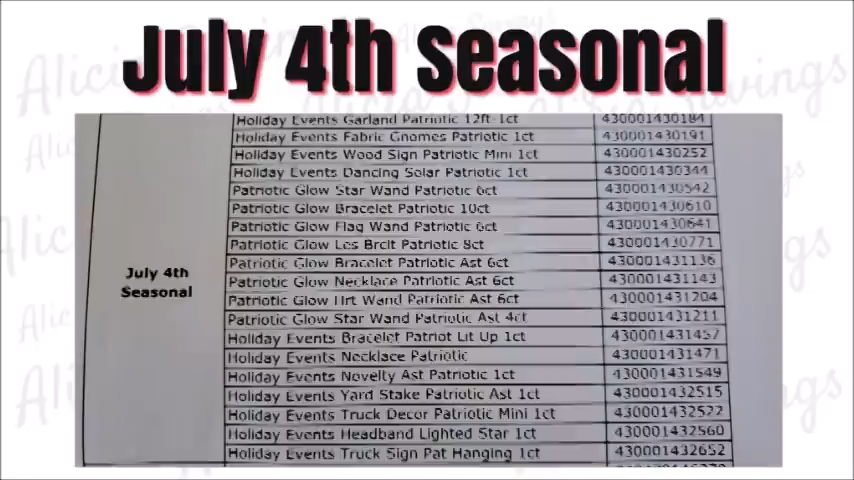 July 4th Seasonal
Holiday Events Garland Patriotic 12ft 1ct 430001430184
Holiday Events Fabric Gnomes Patriotic 1ct 430001430191
Holiday Events Wood Sign Patriotic Mini 1ct 430001430252
Holiday Events Dancing Solar Patriotic 1ct 430001430344
Patriotic Glow Star Wand Patriotic 6ct 430001430542
Patriotic Glow Bracelet Patriotic 10ct 430001430610
Patriotic Glow Flag Wand Patriotic 6ct 430001430641
Patriotic Glow Les Brclt Patriotic 8ct 430001430771
Patriotic Glow Bracelet Patriotic Ast 6ct 430001431136
July 4th
Seasonal
Patriotic Glow Necklace Patriotic Ast 6ct 430001431143
Patriotic Glow Hrt Wand Patriotic Ast 6ct 430001431204
Patriotic Glow Star Wand Patriotic Ast 4ct 430001431211
Holiday Events Bracelet Patriot Lit Up 1ct 430001431457
Holiday Events Necklace Patriotic 430001431471
Holiday Events Novelty Ast Patriotic 1ct 430001431549
Holiday Events Yard Stake Patriotic Ast 1ct 430001432515
Holiday Events Truck Decor Patriotic Mini 1ct 430001432522
Holiday Events Headband Lighted Star 1ct 430001432560
Holiday Events Truck Sign Pat Hanging 1ct 430001432652